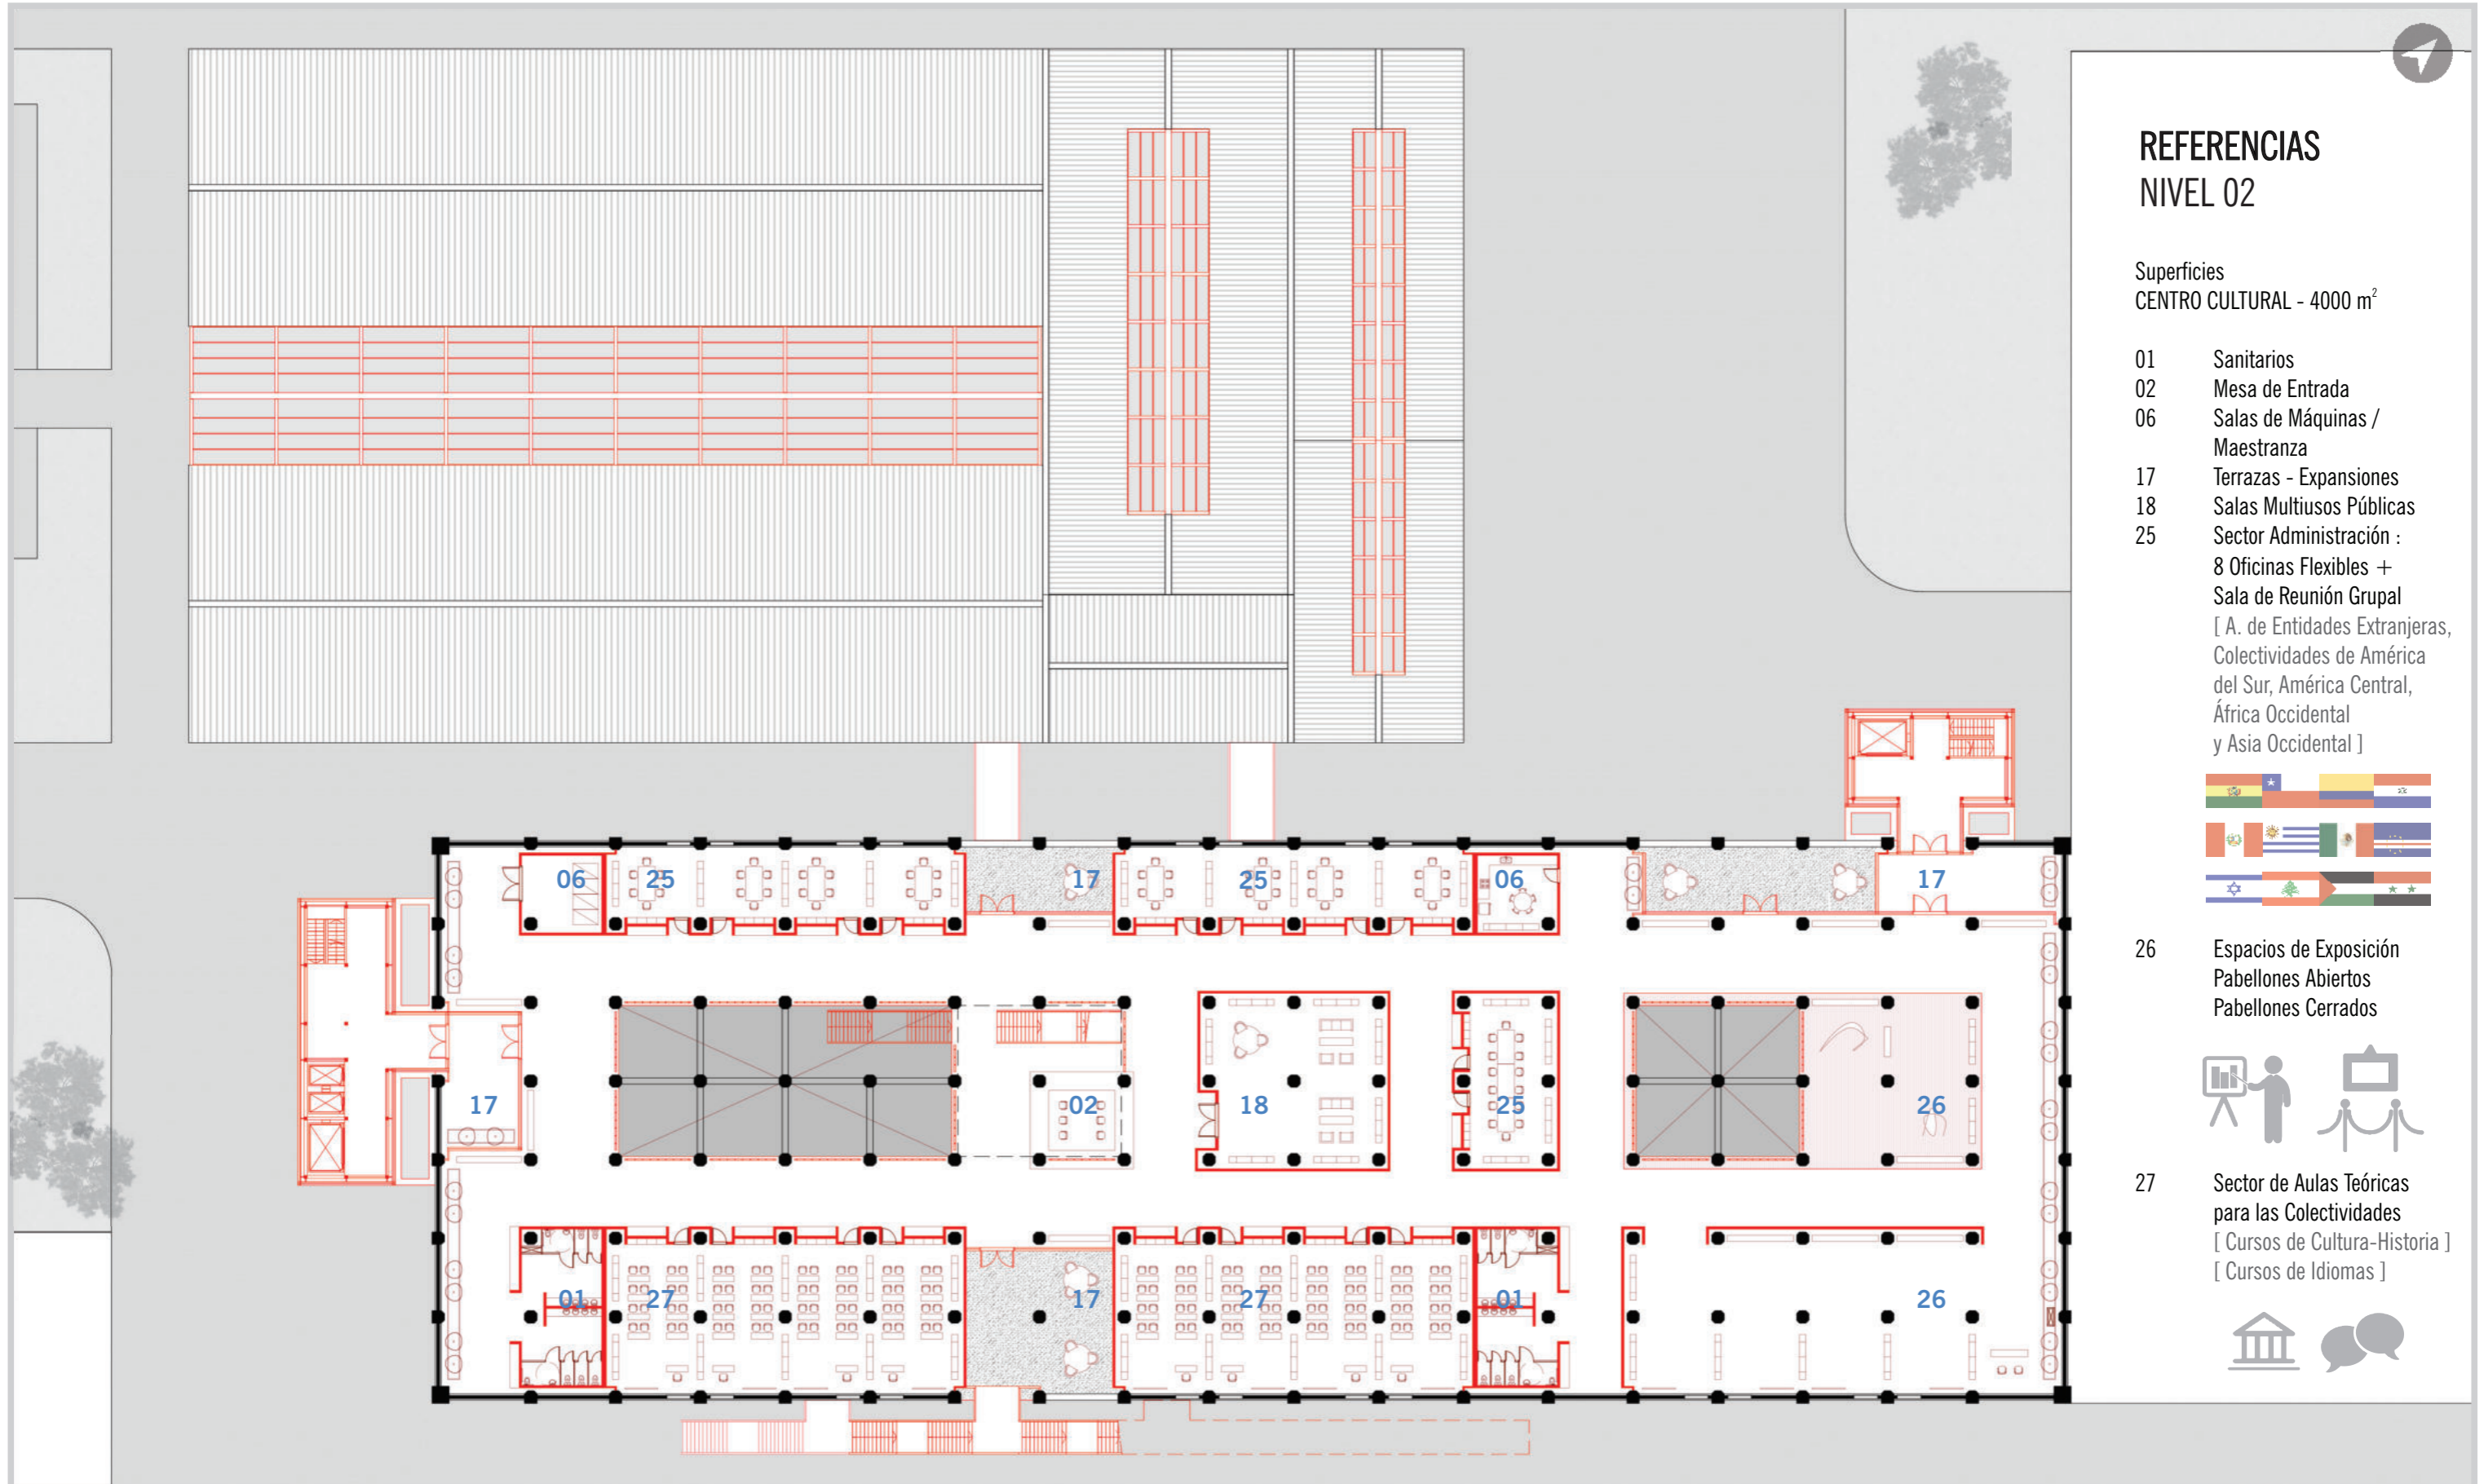 REFERENCIAS
NIVEL 02
Superficies
CENTRO CULTURAL - 4000 m²
01 Sanitarios
02 Mesa de Entrada
06 Salas de Máquinas /
Maestranza
17 Terrazas - Expansiones
18 Salas Multiusos Públicas
25 Sector Administración :
8 Oficinas Flexibles +
Sala de Reunión Grupal
[ A. de Entidades Extranjeras,
Colectividades de América
del Sur, América Central,
África Occidental
y Asia Occidental ]
26 Espacios de Exposición
Pabellones Abiertos
Pabellones Cerrados
27 Sector de Aulas Teóricas
para las Colectividades
[ Cursos de Cultura-Historia ]
[ Cursos de Idiomas ]
06 25 17 25 06 17
17 02 18 25 26
01 27 17 27 01 26